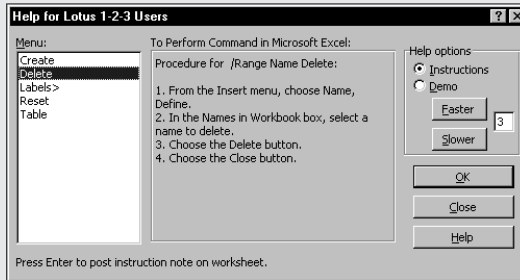 Help for Lotus 1-2-3 Users
Menu:
Create
Delete
Labels>
Reset
Table
To Perform Command in Microsoft Excel:
Procedure for /Range Name Delete:
1. From the Insert menu, choose Name,
Define.
2. In the Names in Workbook box, select a
name to delete.
3. Choose the Delete button.
4. Choose the Close button.
Help options
Instructions
Demo
Faster
3
Slower
OK
Close
Help
Press Enter to post instruction note on worksheet.